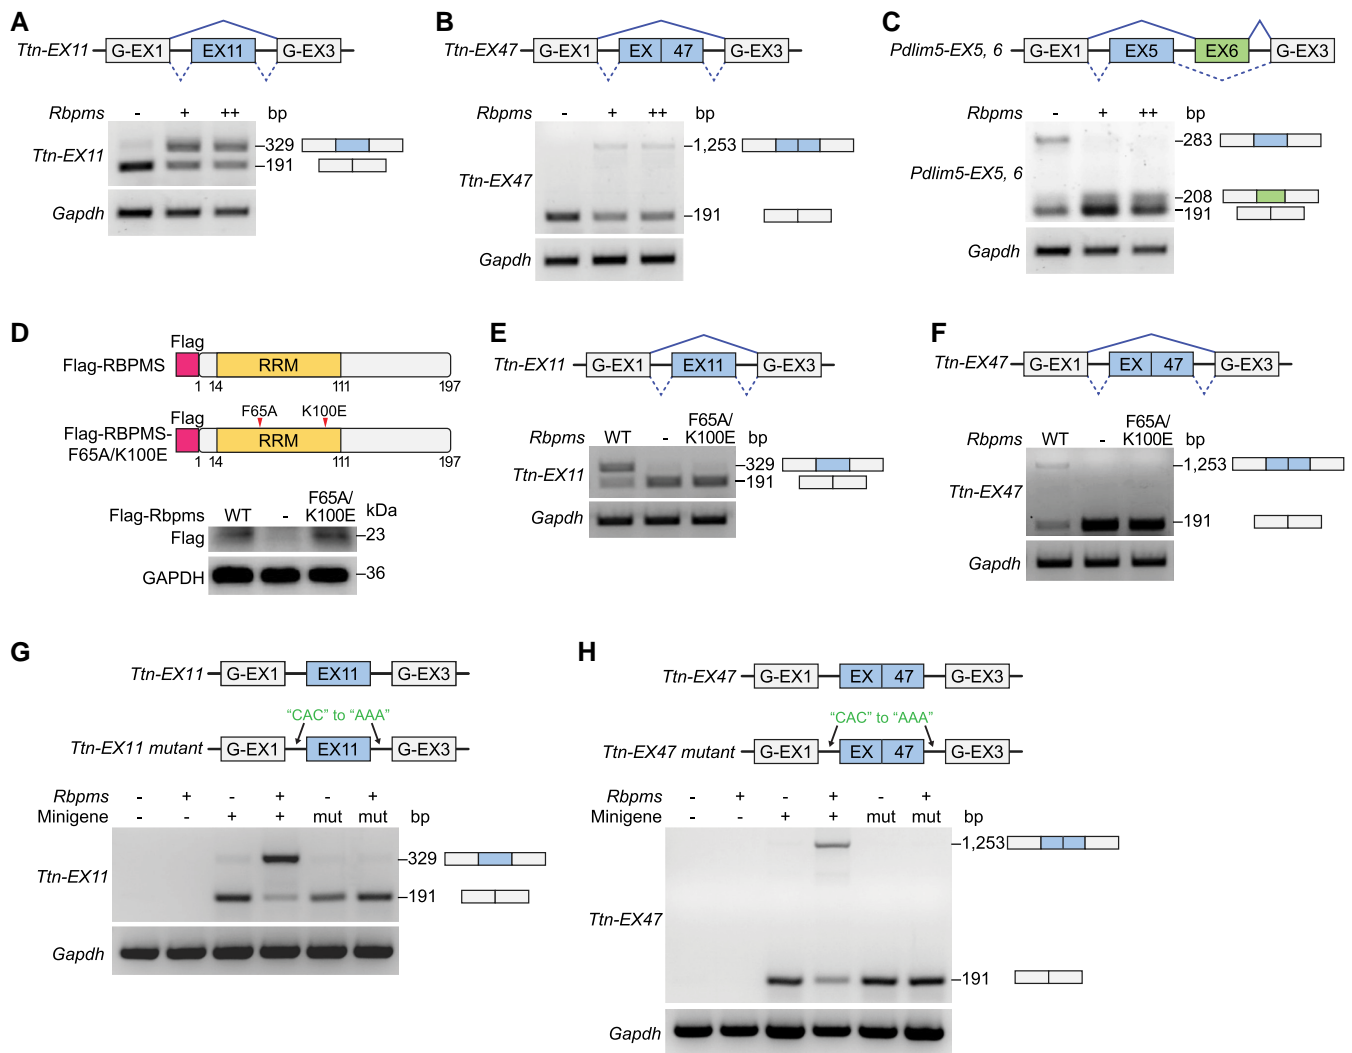 A
Ttn-EX11 G-EX1 EX11 G-EX3
Rbpms - + ++ bp
Ttn-EX11
–329
–191
Gapdh
B
Ttn-EX47 G-EX1 EX 47 G-EX3
Rbpms - + ++ bp
–1,253
Ttn-EX47
–191
Gapdh
C
Pdlim5-EX5, 6 G-EX1 EX5 EX6 G-EX3
Rbpms - + ++ bp
–283
Pdlim5-EX5, 6
–208
–191
Gapdh
D
Flag
Flag-RBPMS RRM
1 14 111 197
F65A K100E
Flag
Flag-RBPMS-
F65A/K100E
RRM
1 14 111 197
F65A/
Flag-Rbpms WT - K100E kDa
Flag –23
GAPDH –36
E
Ttn-EX11 G-EX1 EX11 G-EX3
F65A/
Rbpms WT - K100E bp
–329
Ttn-EX11
–191
Gapdh
F
Ttn-EX47 G-EX1 EX 47 G-EX3
F65A/
Rbpms WT - K100E bp
–1,253
Ttn-EX47
–191
Gapdh
G
Ttn-EX11 G-EX1 EX11 G-EX3
"CAC" to "AAA"
Ttn-EX11 mutant G-EX1 EX11 G-EX3
Rbpms - + - + - +
Minigene - - + + mut mut bp
–329
Ttn-EX11
–191
Gapdh
H
Ttn-EX47 G-EX1 EX 47 G-EX3
"CAC" to "AAA"
Ttn-EX47 mutant G-EX1 EX 47 G-EX3
Rbpms - + - + - +
Minigene - - + + mut mut bp
–1,253
Ttn-EX47
–191
Gapdh